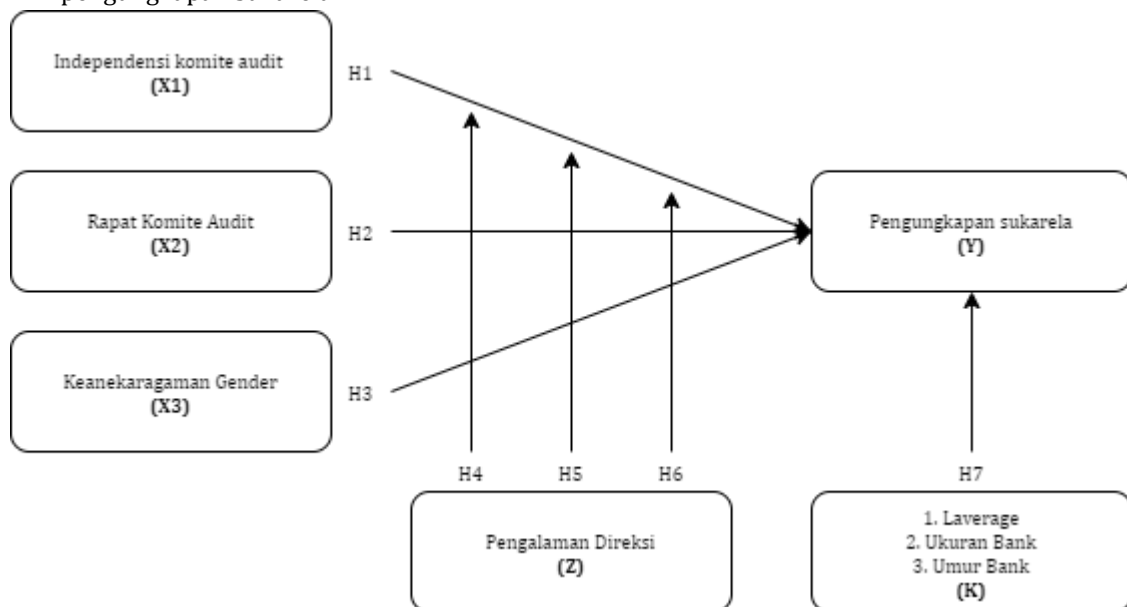 Independensi komite audit
(X1)
H1
Rapat Komite Audit
(X2)
H2
Pengungkapan sukarela
(Y)
Keanekaragaman Gender
(X3)
H3
H4 H5 H6 H7
Pengalaman Direksi
(Z)
1. Laverage
2. Ukuran Bank
3. Umur Bank
(K)